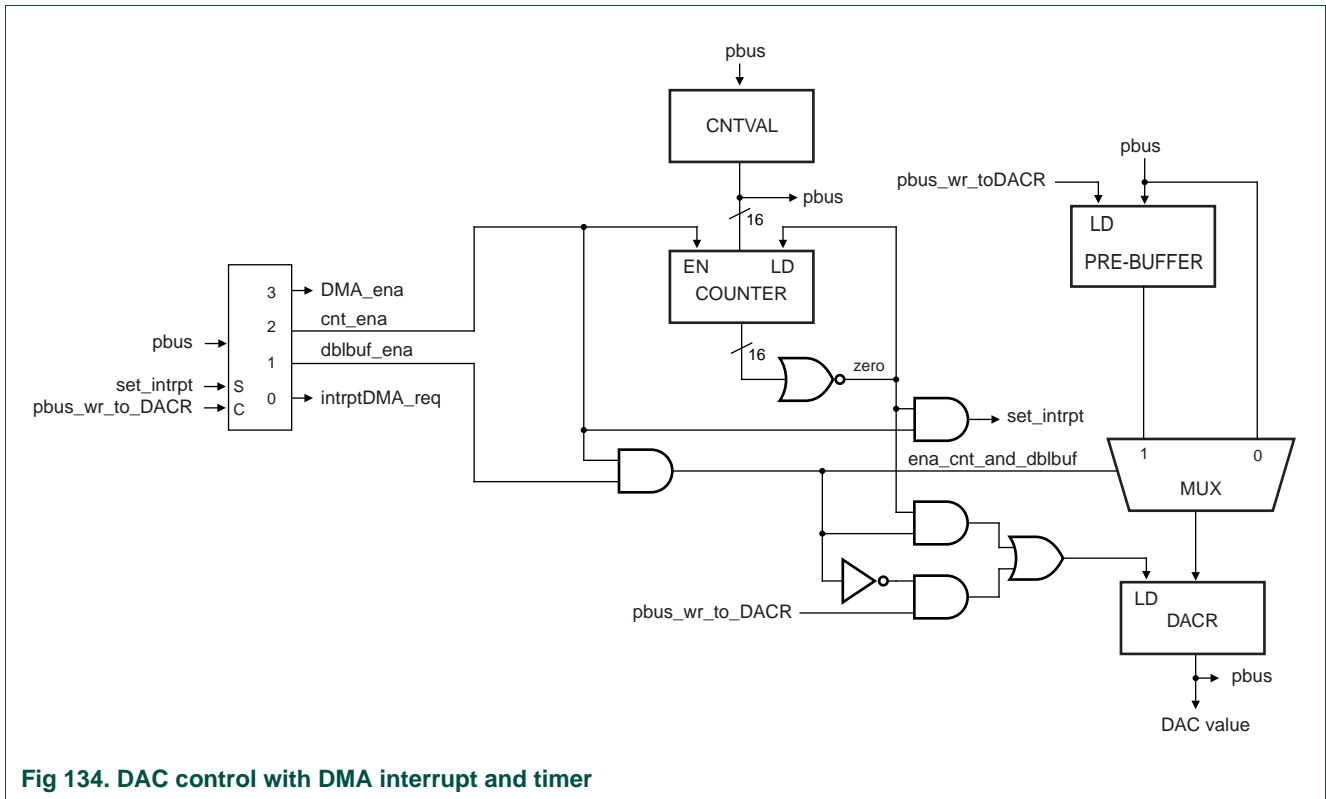 pbus
CNTVAL
pbus
pbus_wr_toDACR
pbus
16
LD
PRE-BUFFER
EN LD
COUNTER
3 DMA_ena
2 cnt_ena
pbus
1 dblbuf_ena
set_intrpt S
0 intrptDMA_req
pbus_wr_to_DACR C
16
zero
set_intrpt
ena_cnt_and_dblbuf
1 0
MUX
pbus_wr_to_DACR
LD
DACR
pbus
DAC value
Fig 134. DAC control with DMA interrupt and timer